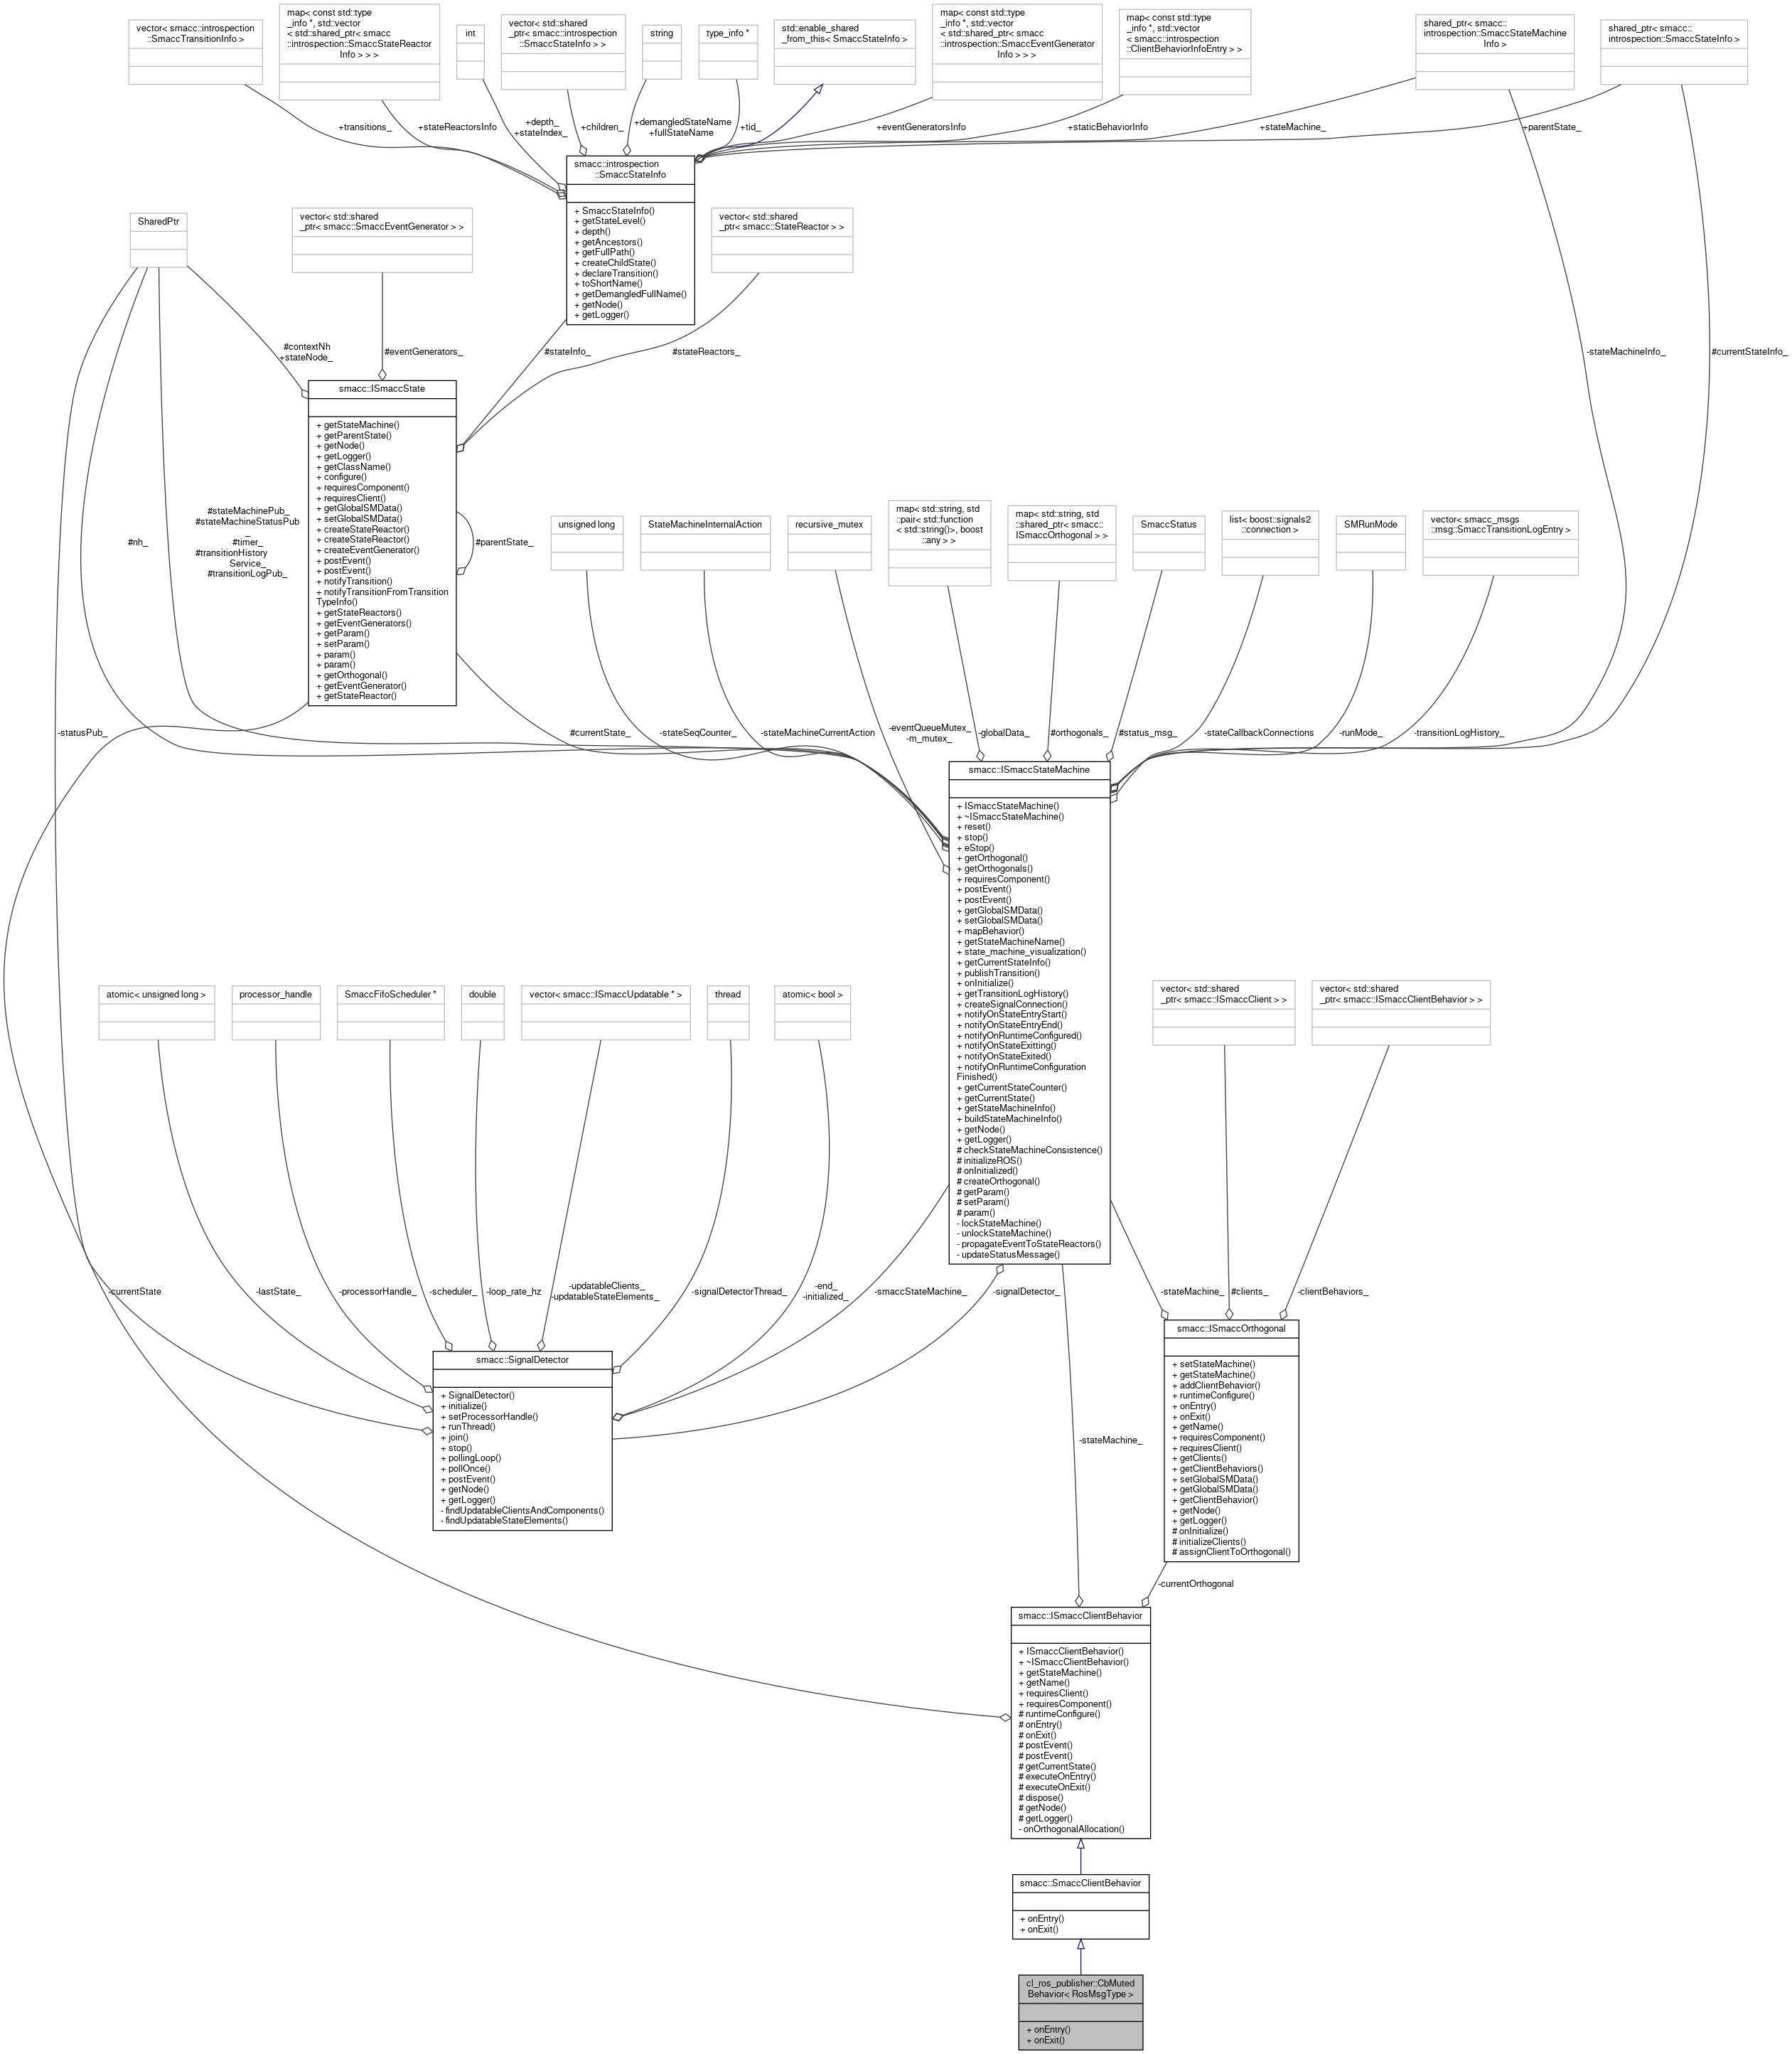 vector< smacc::introspection
::SmaccTransitionInfo >
map< const std::type
_info *, std::vector
< std::shared_ptr< smacc
::introspection::SmaccStateReactor
Info > > >
int
vector< std::shared
_ptr< smacc::introspection
::SmaccStateInfo > >
string
type_info *
std::enable_shared
_from_this< SmaccStateInfo >
map< const std::type
_info *, std::vector
< std::shared_ptr< smacc
::introspection::SmaccEventGenerator
Info > > >
map< const std::type
_info *, std::vector
< smacc::introspection
::ClientBehaviorInfoEntry > >
shared_ptr< smacc::
introspection::SmaccStateMachine
Info >
shared_ptr< smacc::
introspection::SmaccStateInfo >
+transitions_
+stateReactorsInfo
+depth_
+stateIndex_
+children_
+demangledStateName
+fullStateName
+tid_
+eventGeneratorsInfo
+staticBehaviorInfo
+stateMachine_
+parentState_
smacc::introspection
::SmaccStateInfo
+ SmaccStateInfo()
+ getStateLevel()
+ depth()
+ getAncestors()
+ getFullPath()
+ createChildState()
+ declareTransition()
+ toShortName()
+ getDemangledFullName()
+ getNode()
+ getLogger()
SharedPtr
vector< std::shared
_ptr< smacc::SmaccEventGenerator > >
vector< std::shared
_ptr< smacc::StateReactor > >
#contextNh
+stateNode_
#eventGenerators_
#stateInfo_
#stateReactors_
-stateMachineInfo_
#currentStateInfo_
smacc::ISmaccState
+ getStateMachine()
+ getParentState()
+ getNode()
+ getLogger()
+ getClassName()
+ configure()
+ requiresComponent()
+ requiresClient()
+ getGlobalSMData()
+ setGlobalSMData()
+ createStateReactor()
+ createStateReactor()
+ createEventGenerator()
+ postEvent()
+ postEvent()
+ notifyTransition()
+ notifyTransitionFromTransition
TypeInfo()
+ getStateReactors()
+ getEventGenerators()
+ getParam()
+ setParam()
+ param()
+ param()
+ getOrthogonal()
+ getEventGenerator()
+ getStateReactor()
#parentState_
#nh_
#stateMachinePub_
#stateMachineStatusPub
_
#timer_
#transitionHistory
Service_
#transitionLogPub_
unsigned long
StateMachineInternalAction
recursive_mutex
map< std::string, std
::pair< std::function
< std::string()>, boost
::any > >
map< std::string, std
::shared_ptr< smacc::
ISmaccOrthogonal > >
SmaccStatus
list< boost::signals2
::connection >
SMRunMode
vector< smacc_msgs
::msg::SmaccTransitionLogEntry >
-statusPub_
#currentState_
-stateSeqCounter_
-stateMachineCurrentAction
-eventQueueMutex_
-m_mutex_
-globalData_
#orthogonals_
#status_msg_
-stateCallbackConnections
-runMode_
-transitionLogHistory_
smacc::ISmaccStateMachine
+ ISmaccStateMachine()
+ ~ISmaccStateMachine()
+ reset()
+ stop()
+ eStop()
+ getOrthogonal()
+ getOrthogonals()
+ requiresComponent()
+ postEvent()
+ postEvent()
+ getGlobalSMData()
+ setGlobalSMData()
+ mapBehavior()
+ getStateMachineName()
+ state_machine_visualization()
+ getCurrentStateInfo()
+ publishTransition()
+ onInitialize()
+ getTransitionLogHistory()
+ createSignalConnection()
+ notifyOnStateEntryStart()
+ notifyOnStateEntryEnd()
+ notifyOnRuntimeConfigured()
+ notifyOnStateExitting()
+ notifyOnStateExited()
+ notifyOnRuntimeConfiguration
Finished()
+ getCurrentStateCounter()
+ getCurrentState()
+ getStateMachineInfo()
+ buildStateMachineInfo()
+ getNode()
+ getLogger()
# checkStateMachineConsistence()
# initializeROS()
# onInitialized()
# createOrthogonal()
# getParam()
# setParam()
# param()
- lockStateMachine()
- unlockStateMachine()
- propagateEventToStateReactors()
- updateStatusMessage()
atomic< unsigned long >
processor_handle
SmaccFifoScheduler *
double
vector< smacc::ISmaccUpdatable * >
thread
atomic< bool >
vector< std::shared
_ptr< smacc::ISmaccClient > >
vector< std::shared
_ptr< smacc::ISmaccClientBehavior > >
-currentState
-lastState_
-processorHandle_
-scheduler_
-loop_rate_hz
-updatableClients_
-updatableStateElements_
-signalDetectorThread_
-end_
-initialized_
-smaccStateMachine_
-signalDetector_
-stateMachine_
#clients_
-clientBehaviors_
smacc::SignalDetector
+ SignalDetector()
+ initialize()
+ setProcessorHandle()
+ runThread()
+ join()
+ stop()
+ pollingLoop()
+ pollOnce()
+ postEvent()
+ getNode()
+ getLogger()
- findUpdatableClientsAndComponents()
- findUpdatableStateElements()
smacc::ISmaccOrthogonal
+ setStateMachine()
+ getStateMachine()
+ addClientBehavior()
+ runtimeConfigure()
+ onEntry()
+ onExit()
+ getName()
+ requiresComponent()
+ requiresClient()
+ getClients()
+ getClientBehaviors()
+ setGlobalSMData()
+ getGlobalSMData()
+ getClientBehavior()
+ getNode()
+ getLogger()
# onInitialize()
# initializeClients()
# assignClientToOrthogonal()
-stateMachine_
-currentOrthogonal
smacc::ISmaccClientBehavior
+ ISmaccClientBehavior()
+ ~ISmaccClientBehavior()
+ getStateMachine()
+ getName()
+ requiresClient()
+ requiresComponent()
# runtimeConfigure()
# onEntry()
# onExit()
# postEvent()
# postEvent()
# getCurrentState()
# executeOnEntry()
# executeOnExit()
# dispose()
# getNode()
# getLogger()
- onOrthogonalAllocation()
smacc::SmaccClientBehavior
+ onEntry()
+ onExit()
cl_ros_publisher::CbMuted
Behavior< RosMsgType >
+ onEntry()
+ onExit()